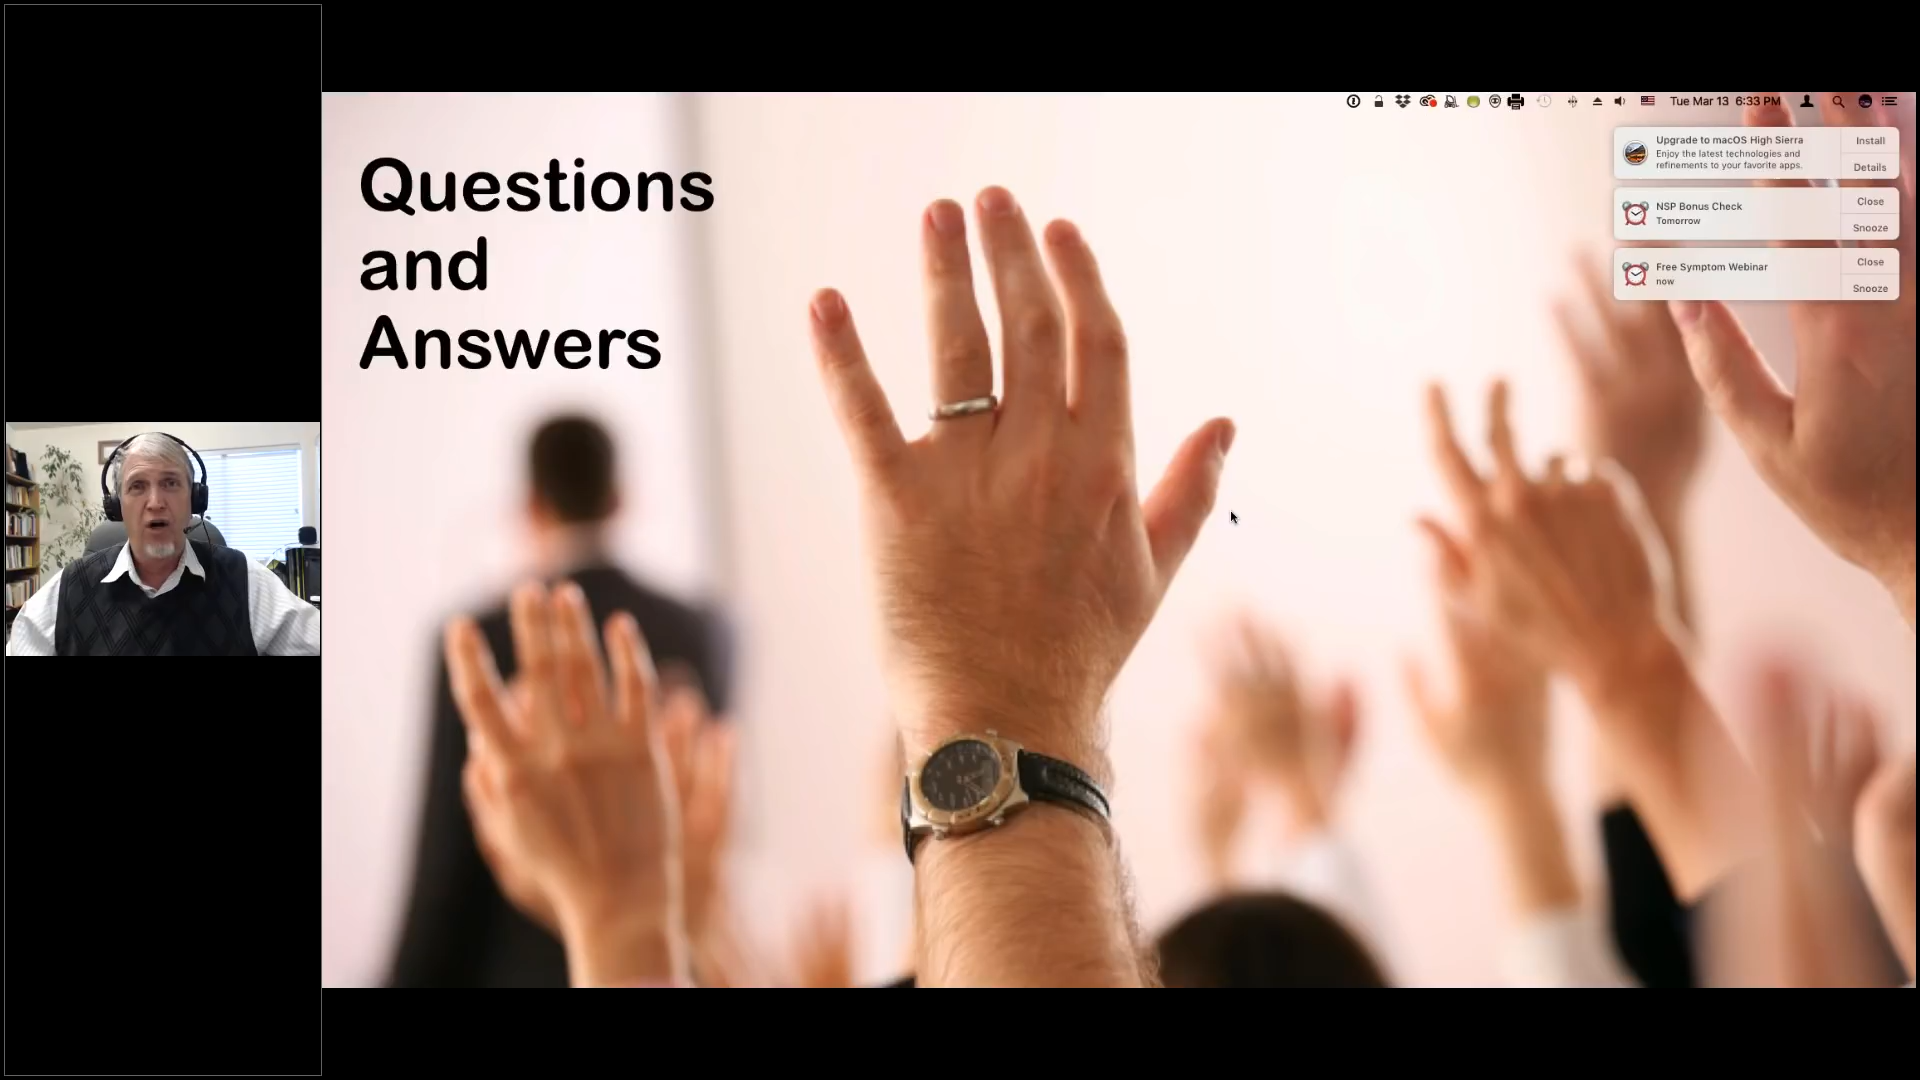 Tue Mar 13 6:33 PM
Questions
and
Answers
Upgrade to macOS High Sierra
Enjoy the latest technologies and
refinements to your favorite apps.
Install
Details
NSP Bonus Check
Tomorrow
Close
Snooze
Free Symptom Webinar
now
Close
Snooze